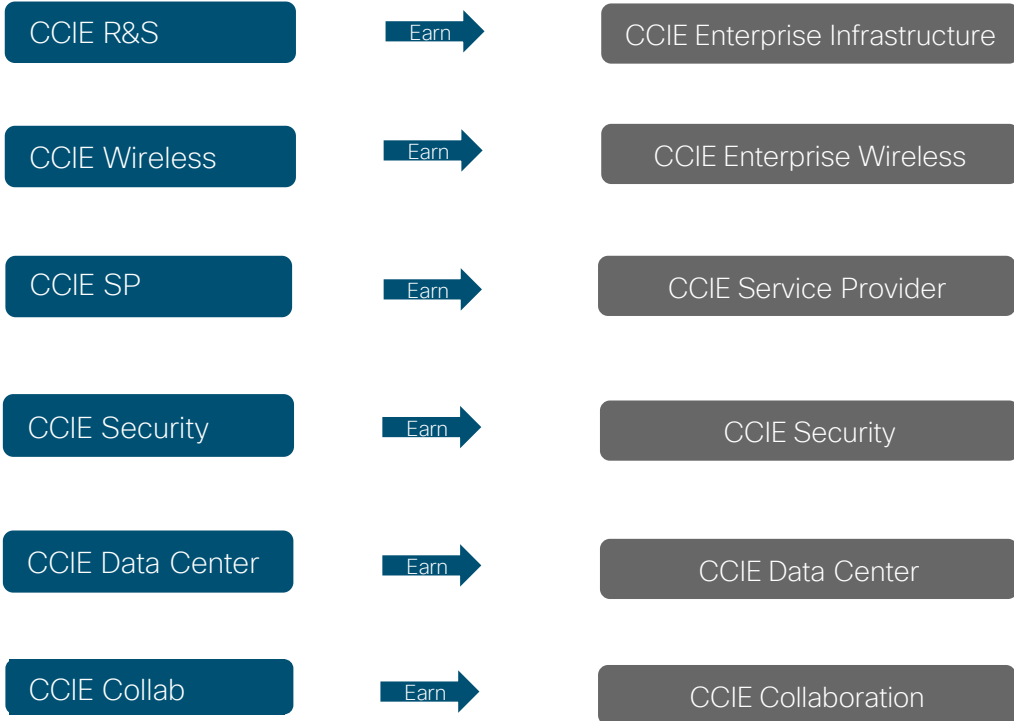 CCIE R&S
Earn
CCIE Enterprise Infrastructure
CCIE Wireless
Earn
CCIE Enterprise Wireless
CCIE SP
Earn
CCIE Service Provider
CCIE Security
Earn
CCIE Security
CCIE Data Center
Earn
CCIE Data Center
CCIE Collab
Earn
CCIE Collaboration